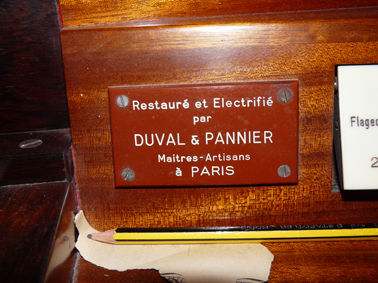 Restauré et Electrifié
par
DUVAL & PANNIER
Maitres-Artisans
à PARIS